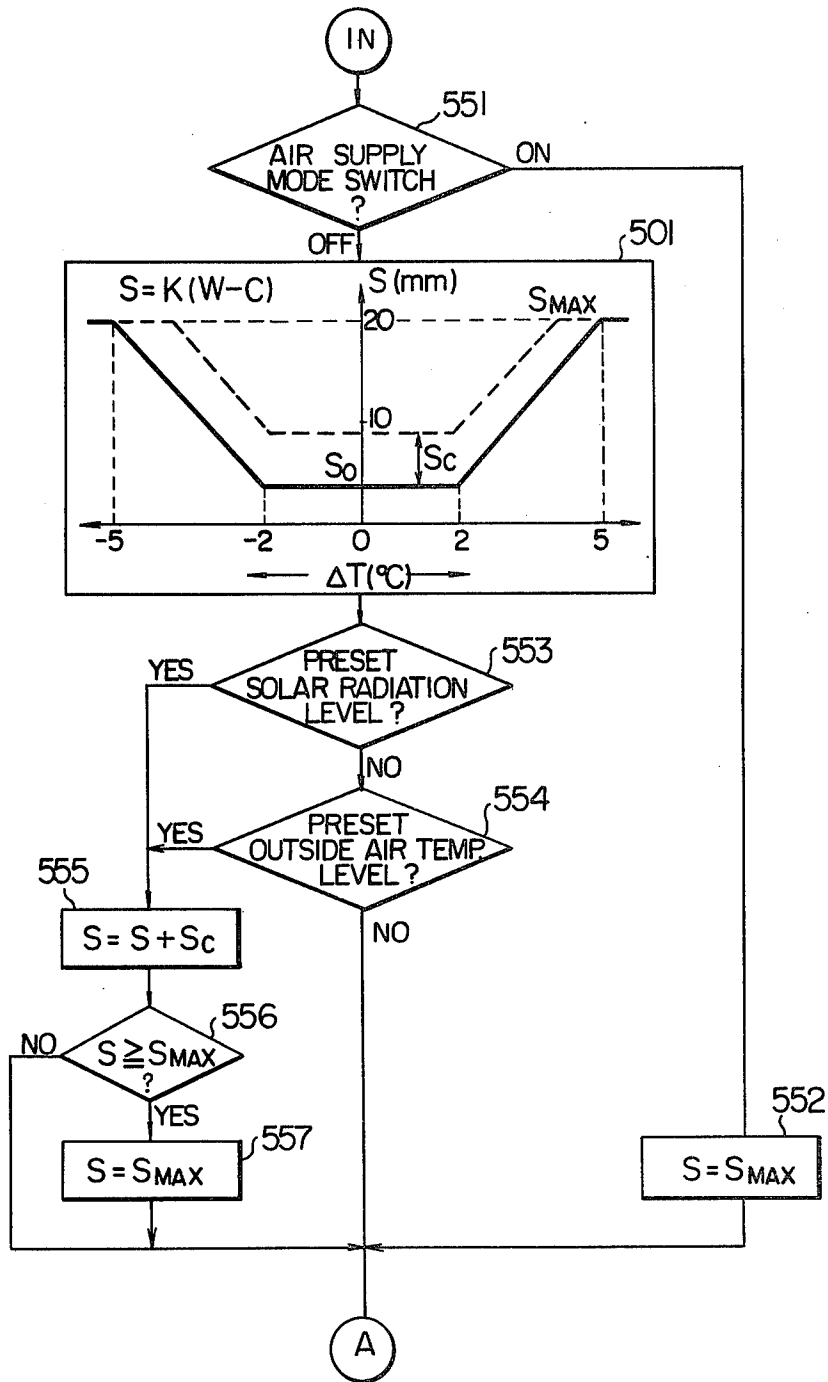 IN
551
AIR SUPPLY
MODE SWITCH
?
ON
OFF
501
S=K(W-C)
S(mm)
20
SMAX
10
So
Sc
-5
-2
0
2
5
ΔT(°C)
553
PRESET
SOLAR RADIATION
LEVEL?
YES
NO
554
PRESET
OUTSIDE AIR TEMP.
LEVEL?
YES
NO
555
S=S+Sc
556
S≧SMAX
?
NO
YES
557
S=SMAX
552
S=SMAX
A